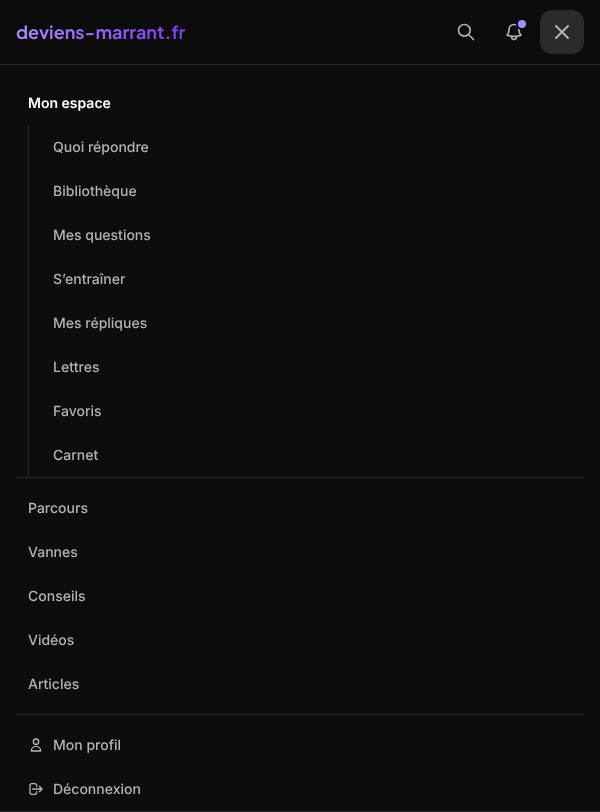 deviens-marrant.fr
Mon espace
Quoi répondre
Bibliothèque
Mes questions
S’entraîner
Mes répliques
Lettres
Favoris
Carnet
Parcours
Vannes
Conseils
Vidéos
Articles
Mon profil
Déconnexion